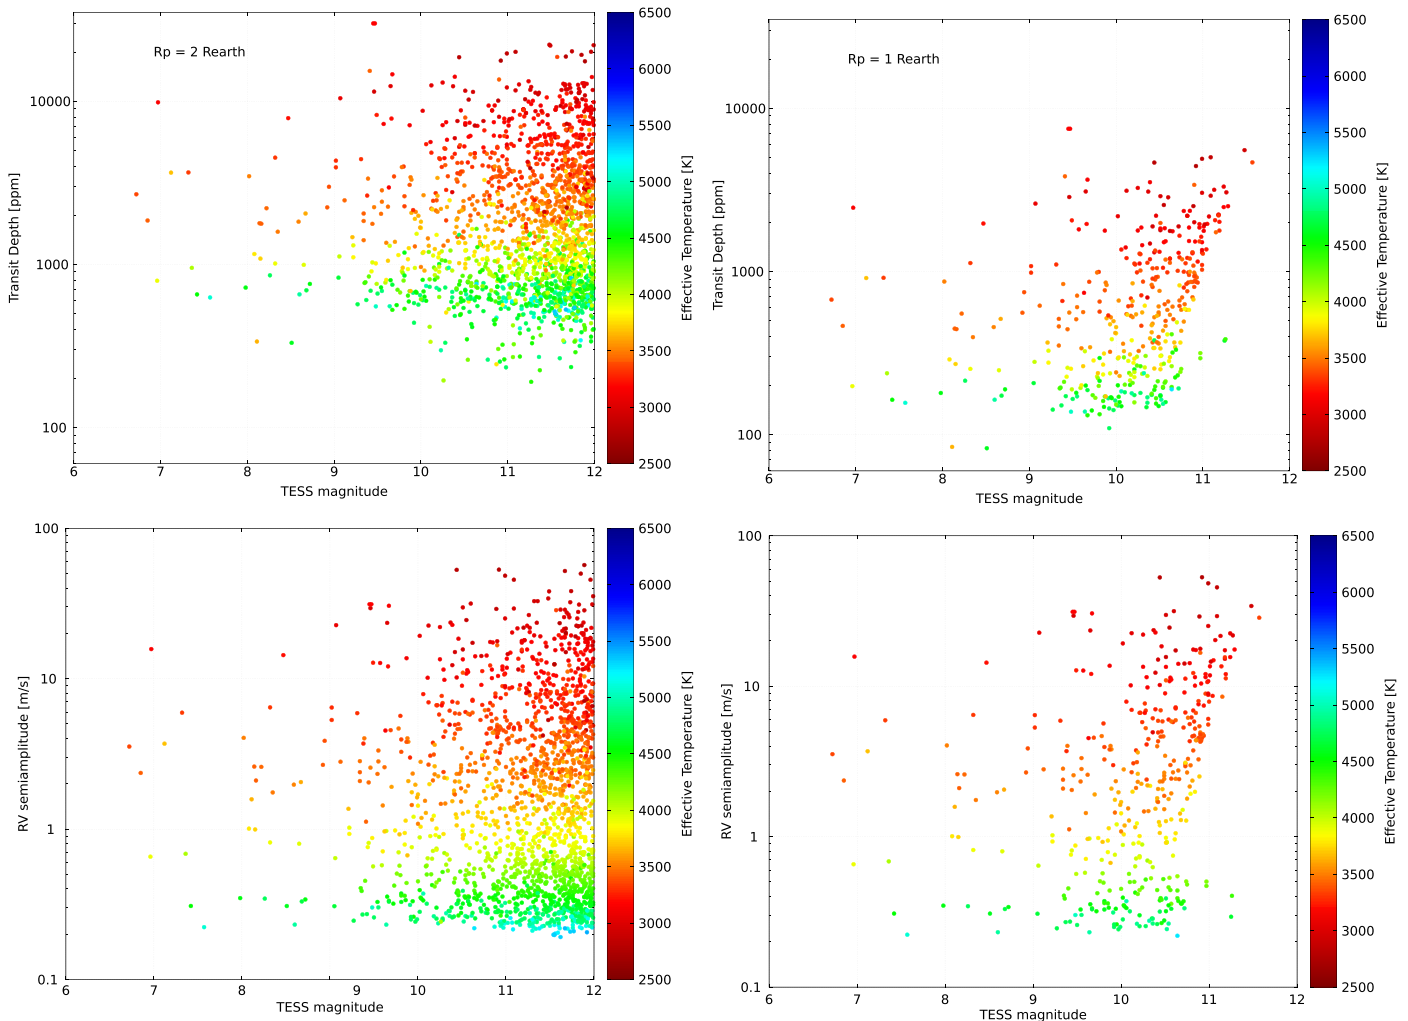 Rp = 2 Rearth
Transit Depth [ppm]
10000
1000
100
6 7 8 9 10 11 12
TESS magnitude
6500
6000
5500
5000
4500
4000
3500
3000
2500
Effective Temperature [K]
Rp = 1 Rearth
Transit Depth [ppm]
10000
1000
100
6 7 8 9 10 11 12
TESS magnitude
6500
6000
5500
5000
4500
4000
3500
3000
2500
Effective Temperature [K]
RV semiamplitude [m/s]
100
10
1
0.1
6 7 8 9 10 11 12
TESS magnitude
6500
6000
5500
5000
4500
4000
3500
3000
2500
Effective Temperature [K]
RV semiamplitude [m/s]
100
10
1
0.1
6 7 8 9 10 11 12
TESS magnitude
6500
6000
5500
5000
4500
4000
3500
3000
2500
Effective Temperature [K]